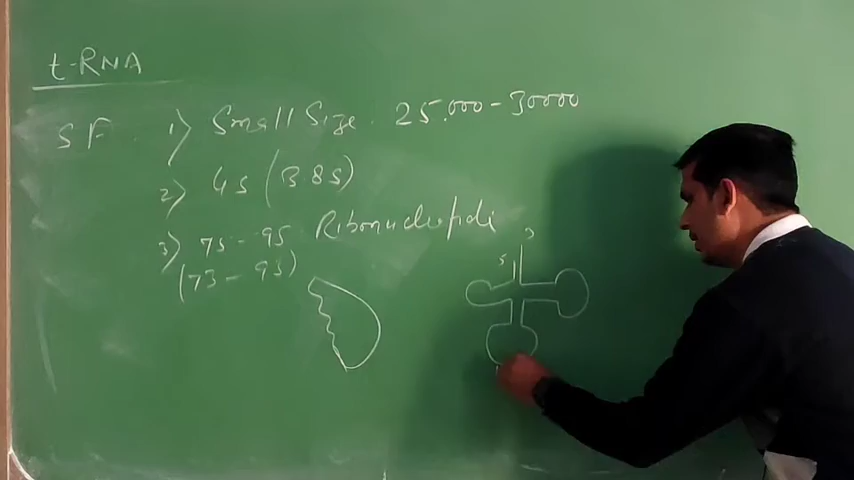 t-RNA
SF 1) Small Size. 25.000-30000
2) 4s (3.8s)
3) 75-95 Ribonucleotidi
(73-93)
3
5